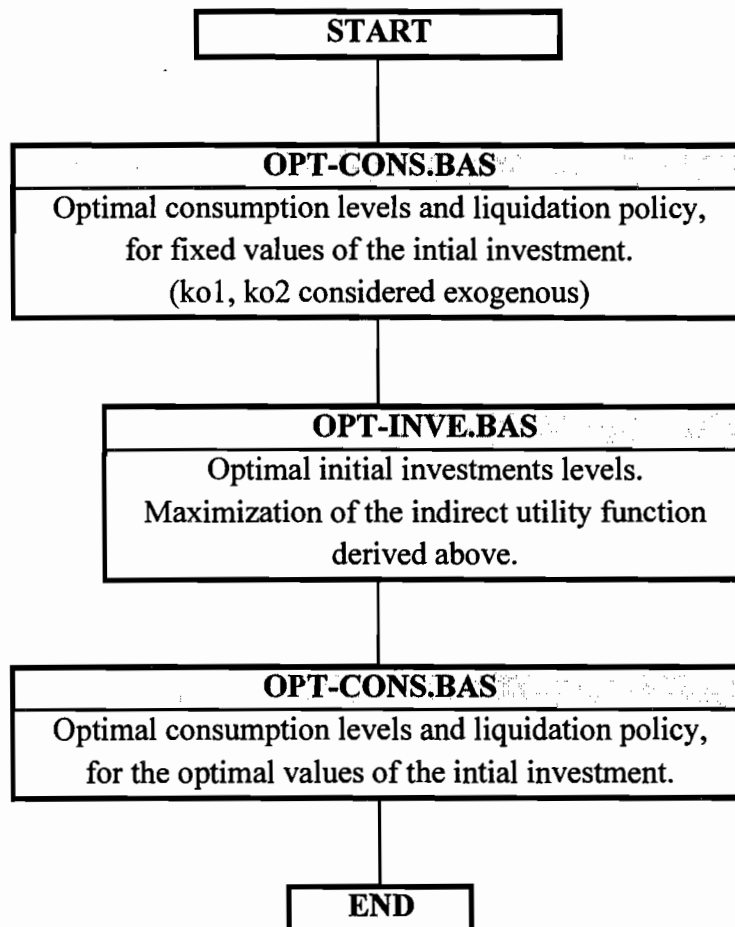 START
OPT-CONS.BAS
Optimal consumption levels and liquidation policy,
for fixed values of the intial investment.
(ko1, ko2 considered exogenous)
OPT-INVE.BAS
Optimal initial investments levels.
Maximization of the indirect utility function
derived above.
OPT-CONS.BAS
Optimal consumption levels and liquidation policy,
for the optimal values of the intial investment.
END